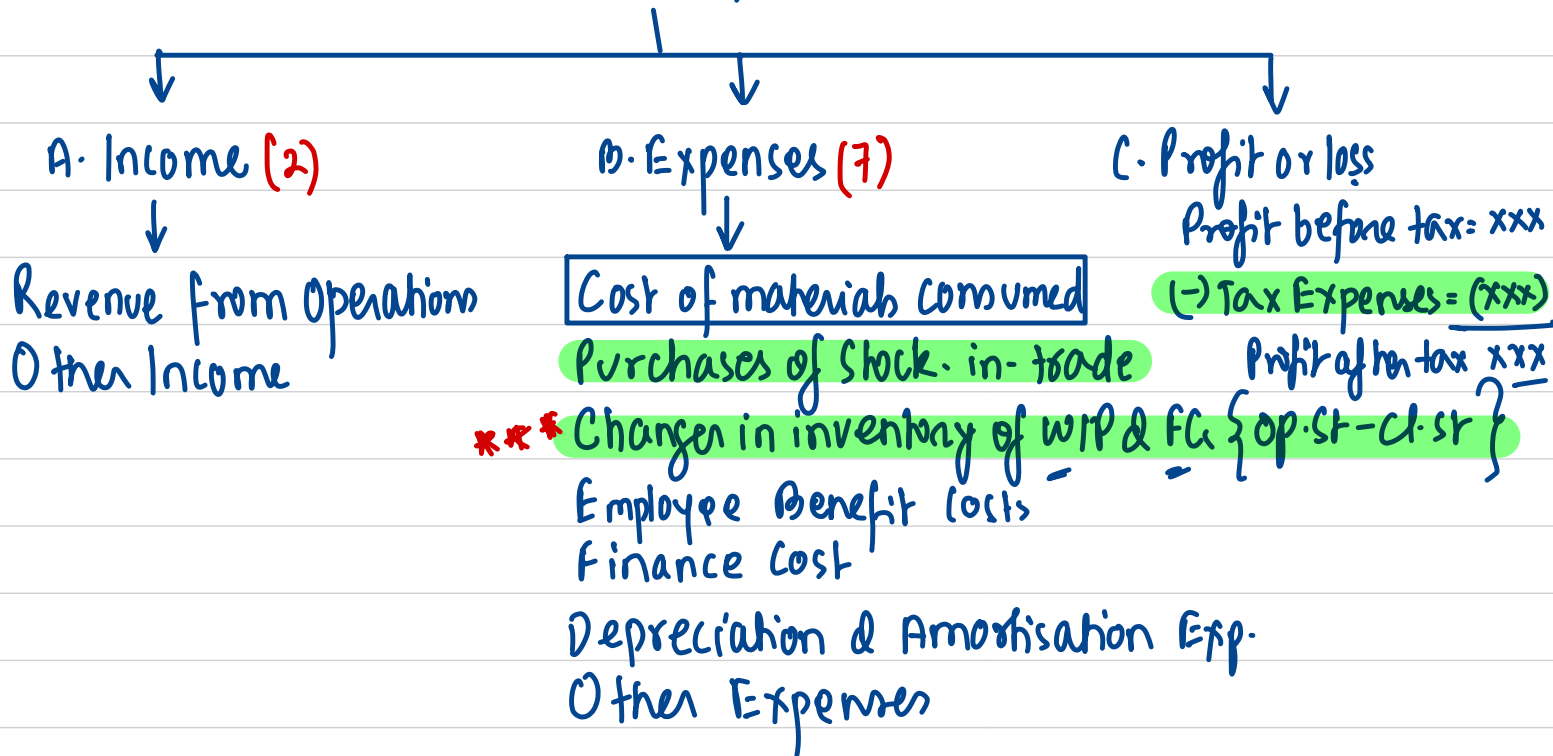 A. Income (2)
Revenue from Operations
Other Income
B. Expenses (7)
Cost of materials consumed
Purchases of Stock-in-trade
*** Changes in inventory of WIP & FG {Op.St-Cl.St}
Employee Benefit Costs
Finance Cost
Depreciation & Amortisation Exp.
Other Expenses
C. Profit or loss
Profit before tax= xxx
(-) Tax Expenses= (xxx)
Profit after tax xxx